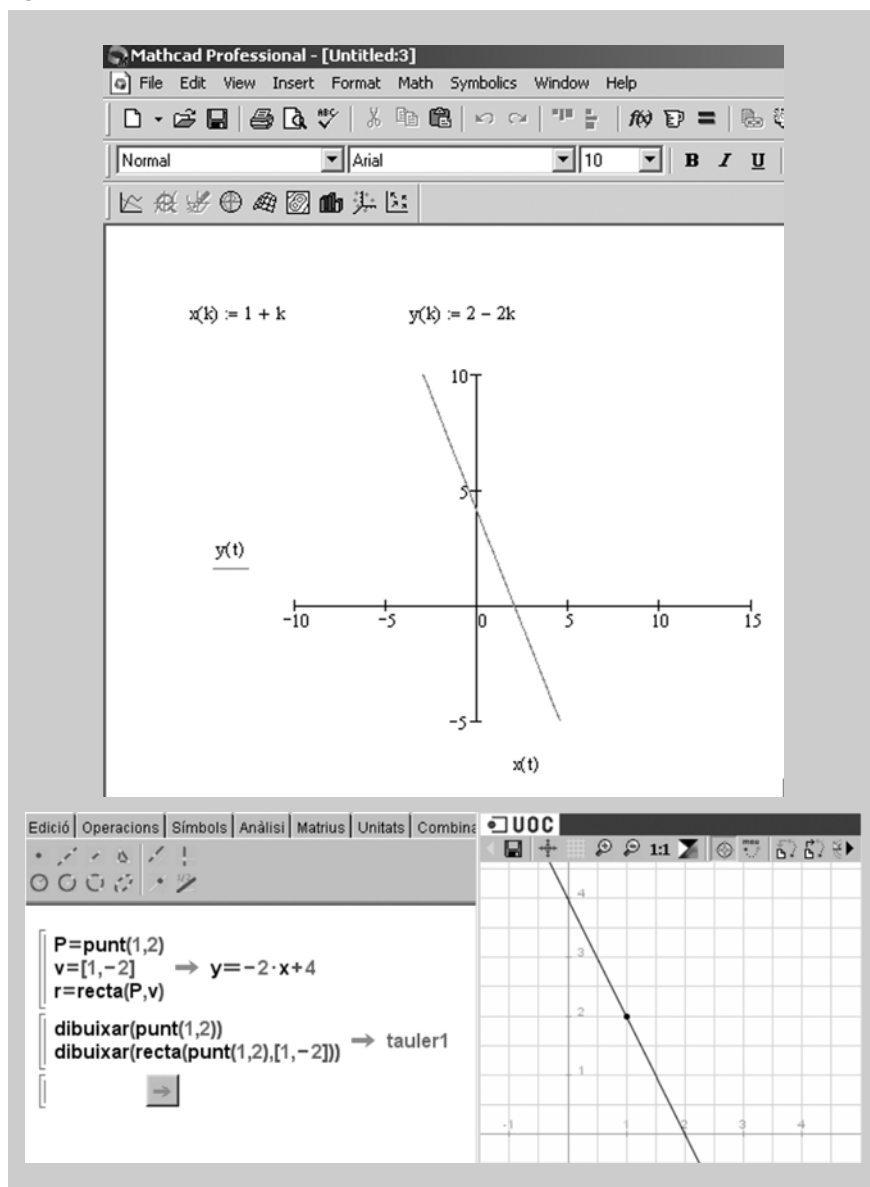 Mathcad Professional - [Untitled:3]
File Edit View Insert Format Math Symbolics Window Help
Normal Arial 10 B I U
x(k) := 1 + k y(k) := 2 − 2k
10
5
y(t)
−10 −5 0 5 10 15
−5
x(t)
Edició Operacions Símbols Anàlisi Matrius Unitats Combina
UOC
1:1
P=punt(1,2)
v=[1,−2] → y=−2·x+4
r=recta(P,v)
dibuixar(punt(1,2))
dibuixar(recta(punt(1,2),[1,−2])) → tauler1
→
4
3
2
1
-1 1 2 3 4